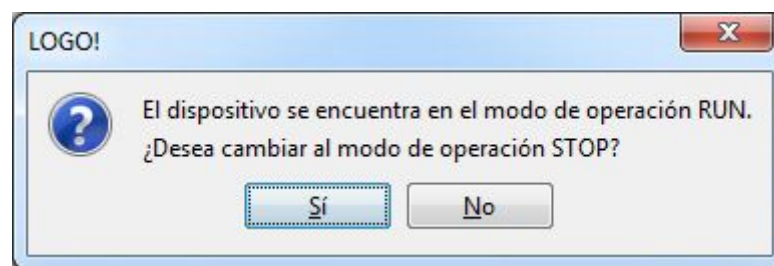 LOGO!
El dispositivo se encuentra en el modo de operación RUN.
¿Desea cambiar al modo de operación STOP?
Sí
No